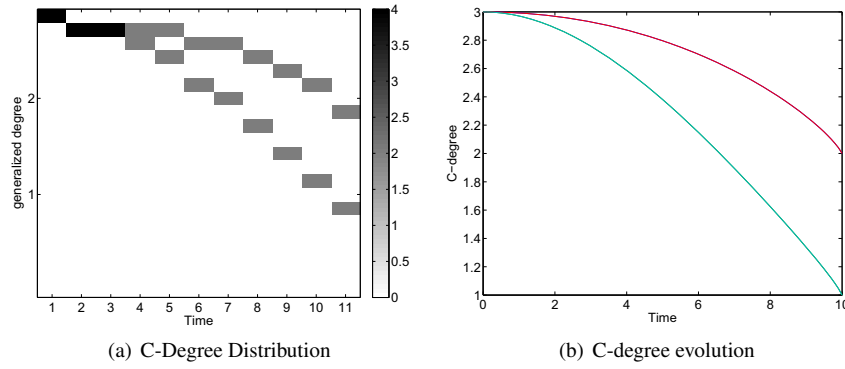 generalized degree
2
1
1 2 3 4 5 6 7 8 9 10 11
Time
4
3.5
3
2.5
2
1.5
1
0.5
0
(a) C-Degree Distribution
C-degree
3
2.8
2.6
2.4
2.2
2
1.8
1.6
1.4
1.2
1
0 2 4 6 8 10
Time
(b) C-degree evolution